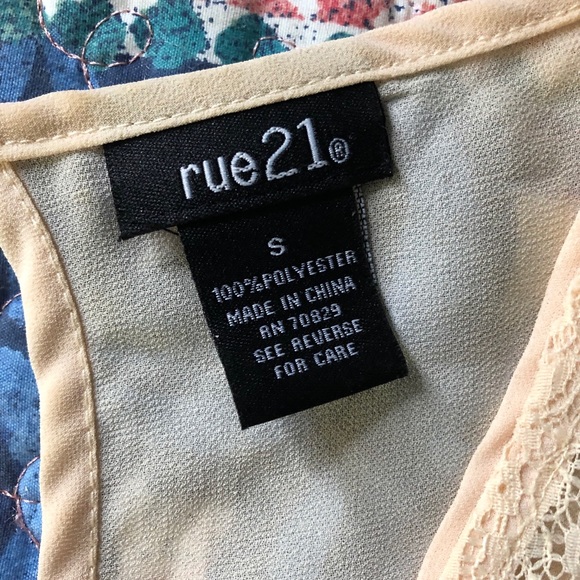 rue21®
S
100%POLYESTER
MADE IN CHINA
RN 70829
SEE REVERSE
FOR CARE